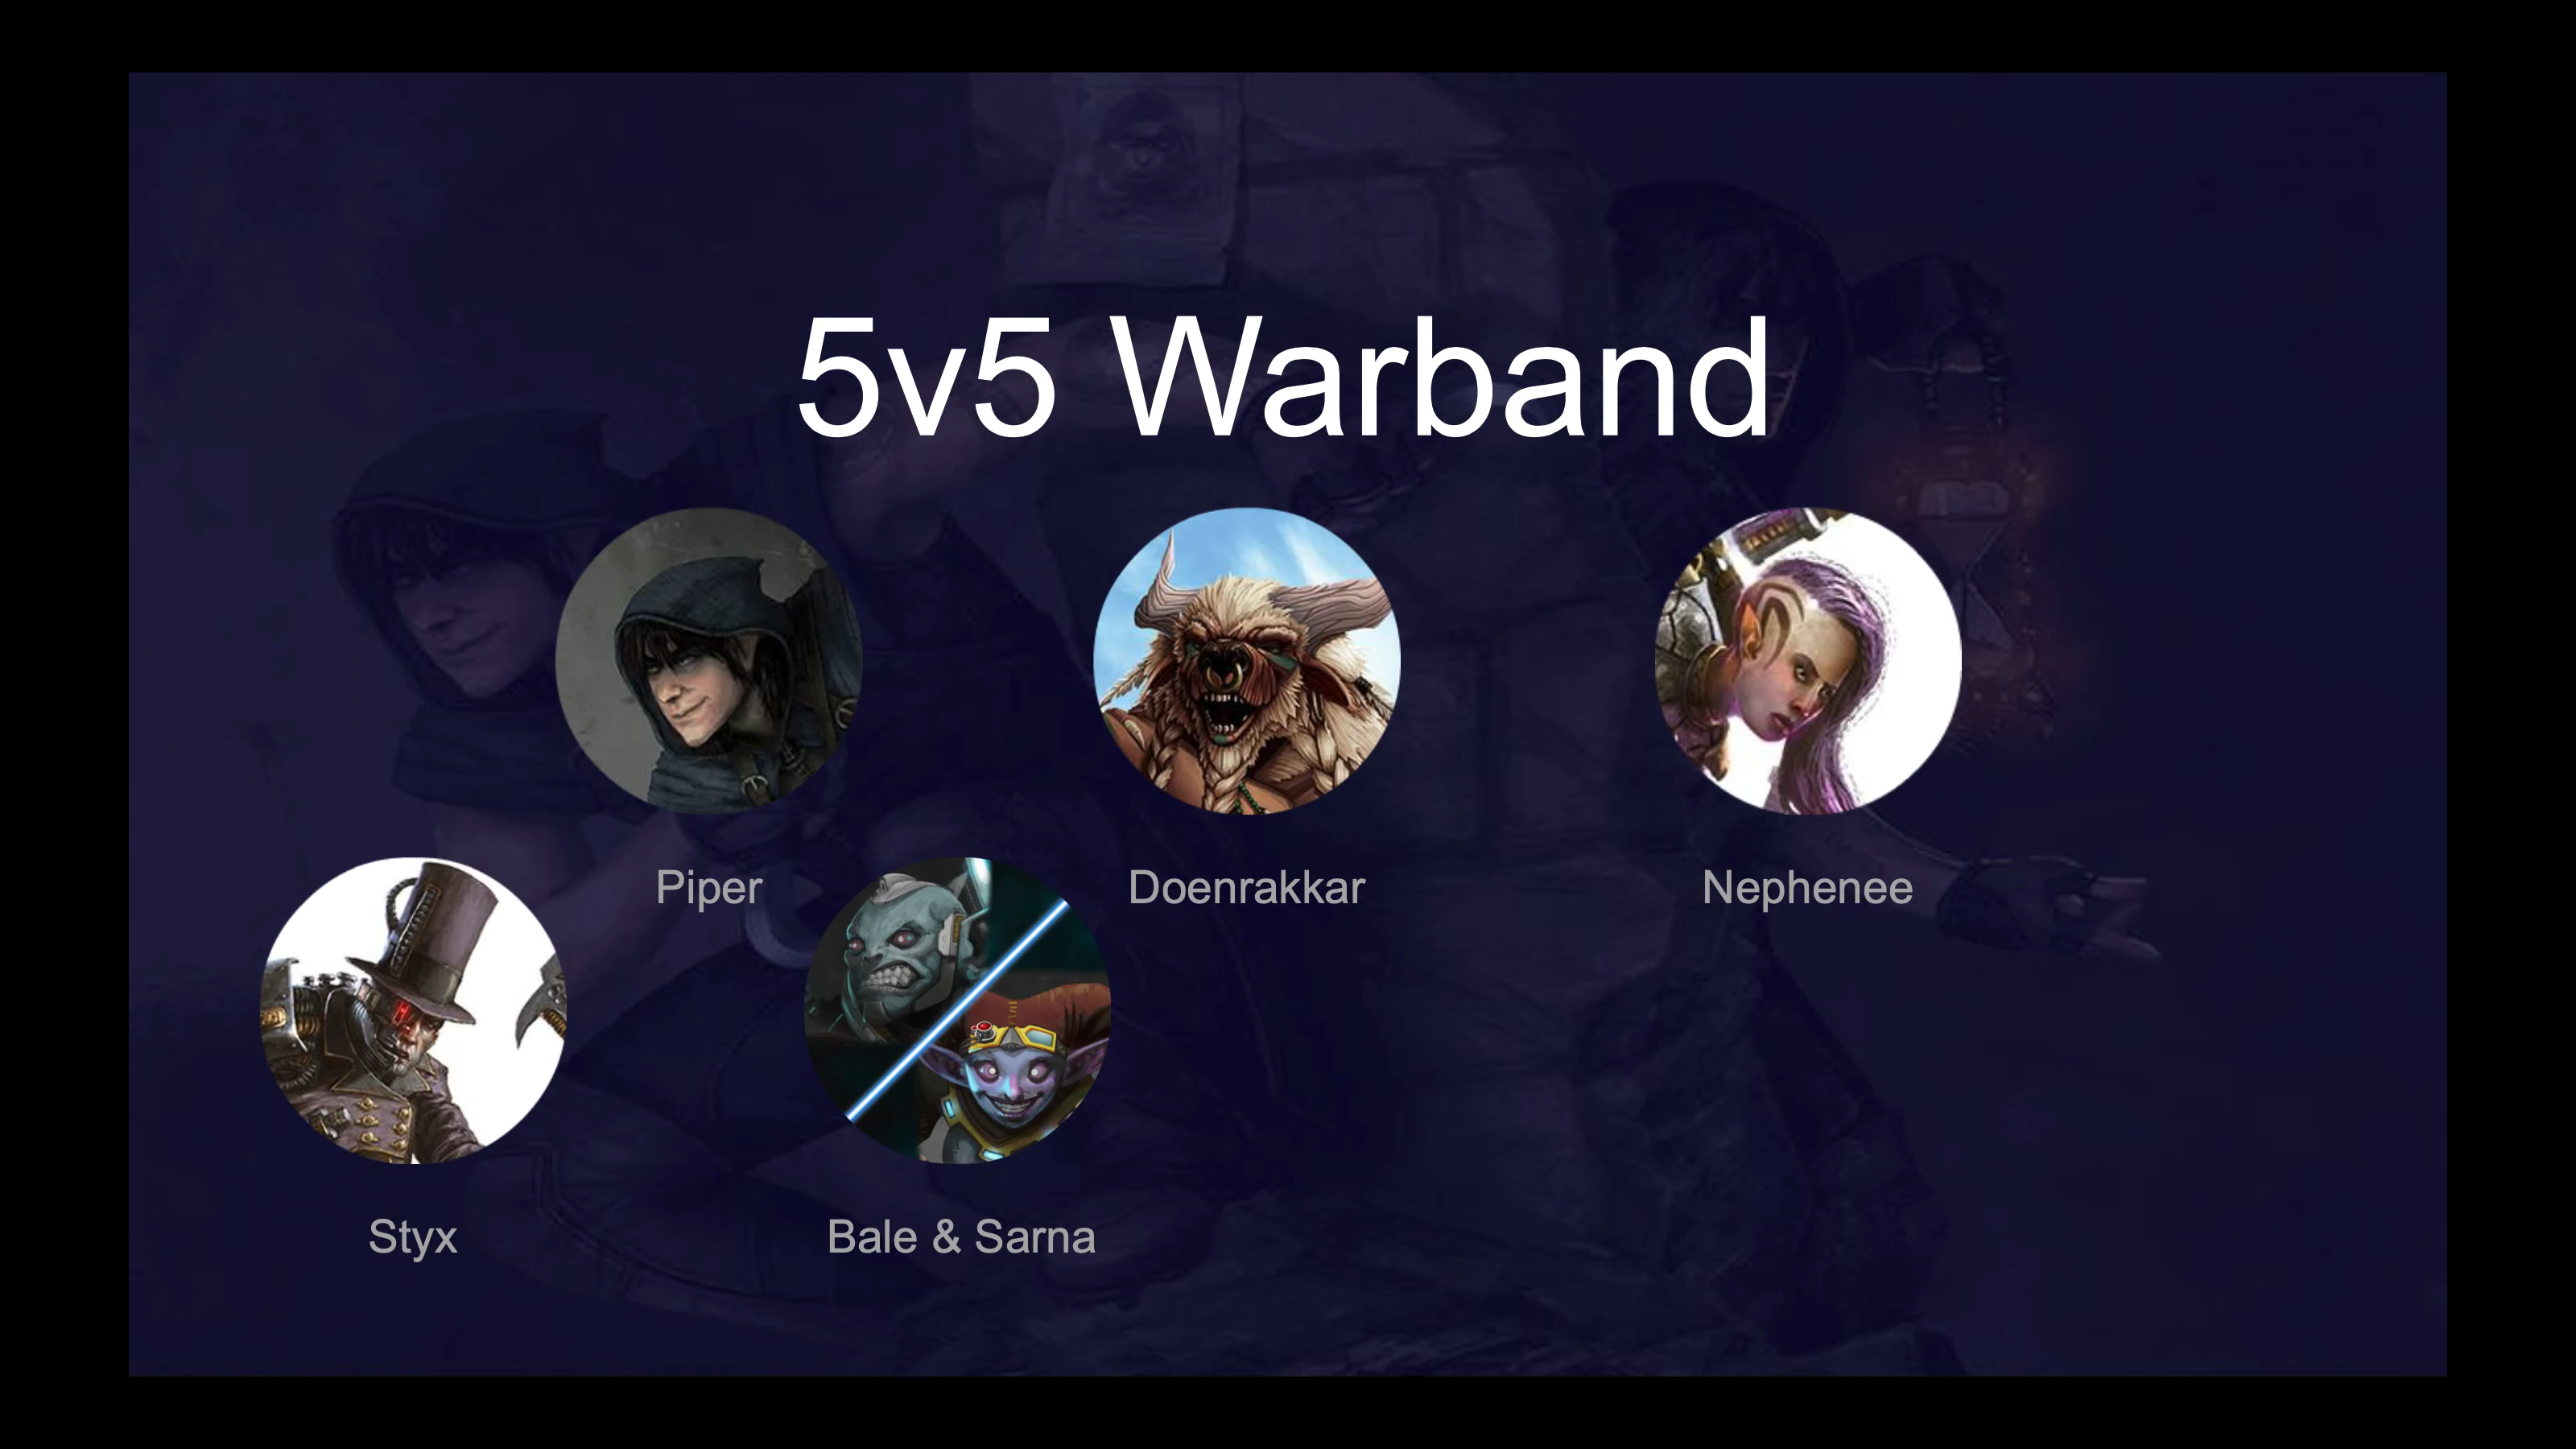 5v5 Warband
Piper
Doenrakkar
Nephenee
Styx
Bale & Sarna